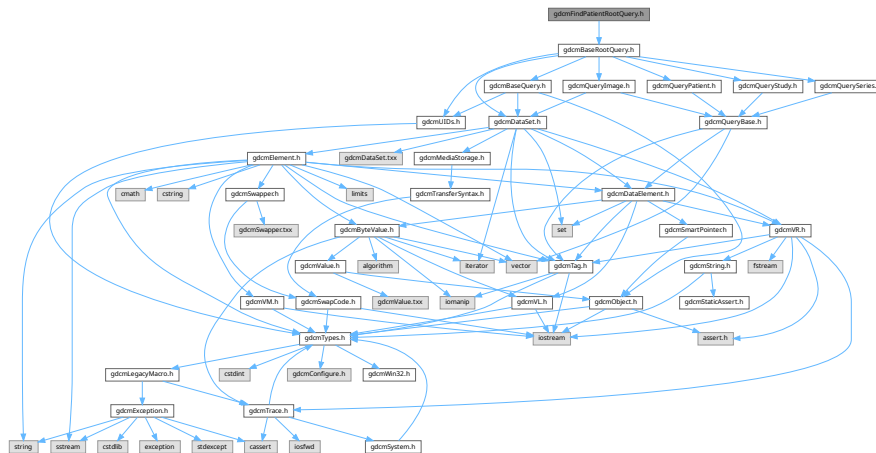 gdcmFindPatientRootQuery.h
gdcmBaseRootQuery.h
gdcmBaseQuery.h
gdcmQueryImage.h
gdcmQueryPatient.h
gdcmQueryStudy.h
gdcmQuerySeries.
gdcmUIDs.h
gdcmDataSet.h
gdcmQueryBase.h
gdcmElement.h
gdcmDataSet.txx
gdcmMediaStorage.h
cmath
cstring
gdcmSwapper.h
limits
gdcmTransferSyntax.h
gdcmDataElement.h
gdcmSwapper.txx
gdcmByteValue.h
set
gdcmSmartPointer.h
gdcmVR.h
gdcmValue.h
algorithm
iterator
vector
gdcmTag.h
gdcmString.h
fstream
gdcmVM.h
gdcmSwapCode.h
gdcmValue.txx
iomanip
gdcmVL.h
gdcmObject.h
gdcmStaticAssert.h
gdcmTypes.h
iostream
assert.h
gdcmLegacyMacro.h
cstdint
gdcmConfigure.h
gdcmWin32.h
gdcmException.h
gdcmTrace.h
string
sstream
cstdlib
exception
stdexcept
cassert
iosfwd
gdcmSystem.h